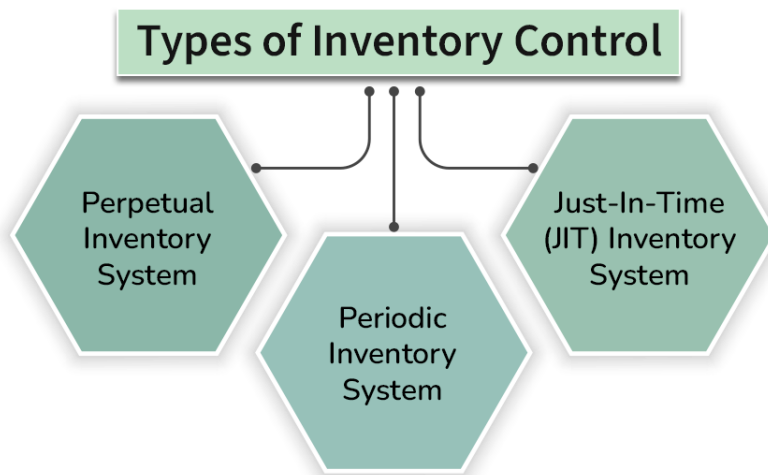 Types of Inventory Control
Perpetual
Inventory
System
Periodic
Inventory
System
Just-In-Time
(JIT) Inventory
System